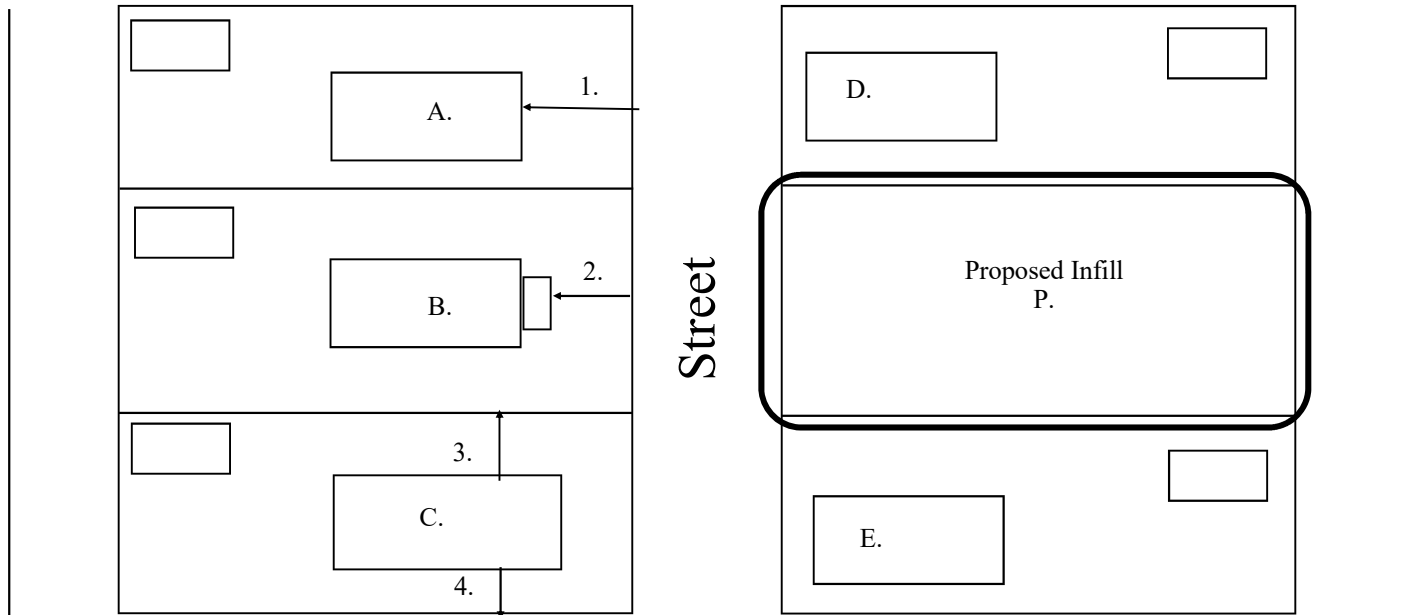 1.
A.
2.
B.
3.
C.
4.
Street
D.
Proposed Infill
P.
E.